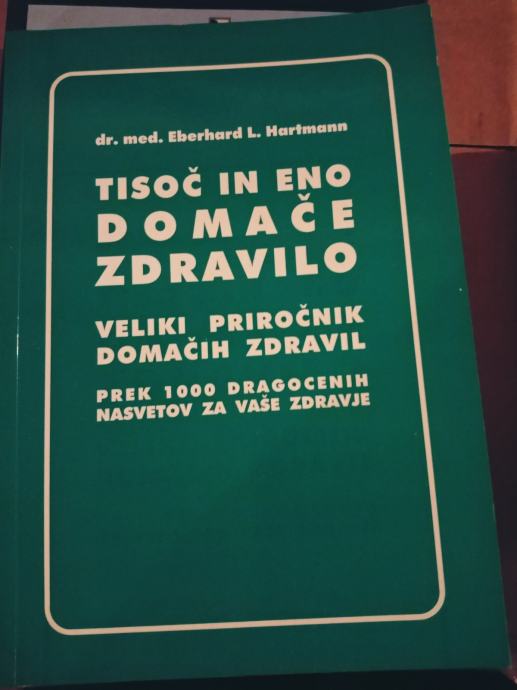 dr. med. Eberhard L. Hartmann
TISOČ IN ENO
DOMAČE
ZDRAVILO
VELIKI PRIROČNIK
DOMAČIH ZDRAVIL
PREK 1000 DRAGOCENIH
NASVETOV ZA VAŠE ZDRAVJE